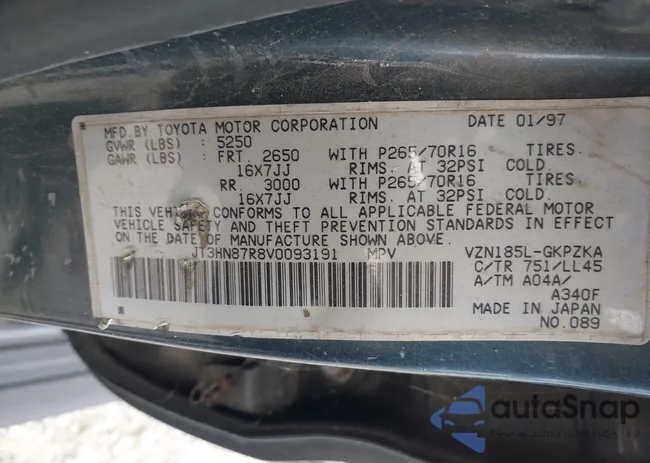 MFD.BY TOYOTA MOTOR CORPORATION DATE 01/97
GVWR (LBS) : 5250
GAWR (LBS) : FRT. 2650 WITH P265/70R16 TIRES.
16X7JJ RIMS. AT 32PSI COLD.
RR. 3000 WITH P265/70R16 TIRES.
16X7JJ RIMS. AT 32PSI COLD.
THIS VEHICLE CONFORMS TO ALL APPLICABLE FEDERAL MOTOR
VEHICLE SAFETY AND THEFT PREVENTION STANDARDS IN EFFECT
ON THE DATE OF MANUFACTURE SHOWN ABOVE.
JT3HN87R8V0093191 MPV VZN185L-GKPZKA
C/TR 751/LL45
A/TM A04A/
A340F
MADE IN JAPAN
NO.089
autoSnap